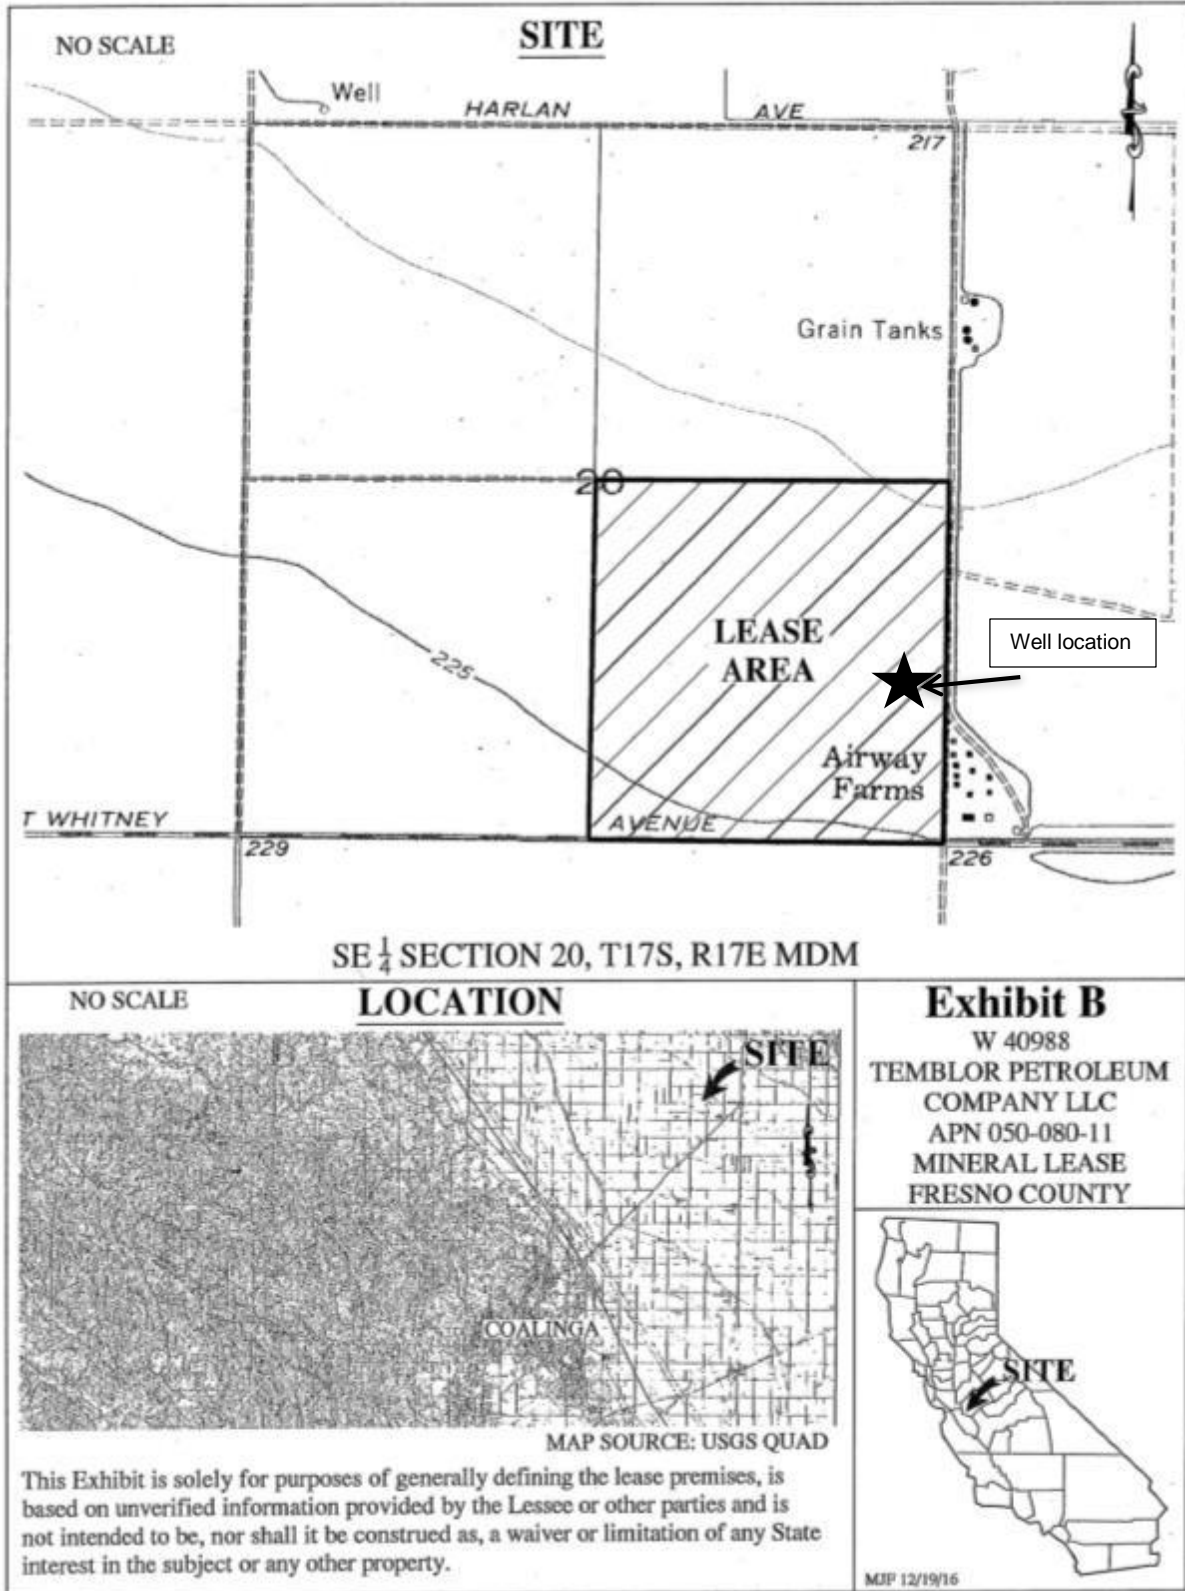 NO SCALE
SITE
Well
HARLAN AVE
217
Grain Tanks
20
LEASE
AREA
Well location
225
Airway
Farms
T WHITNEY
AVENUE
229
226
SE 1/4 SECTION 20, T17S, R17E MDM
NO SCALE
LOCATION
SITE
COALINGA
MAP SOURCE: USGS QUAD
This Exhibit is solely for purposes of generally defining the lease premises, is
based on unverified information provided by the Lessee or other parties and is
not intended to be, nor shall it be construed as, a waiver or limitation of any State
interest in the subject or any other property.
Exhibit B
W 40988
TEMBLOR PETROLEUM
COMPANY LLC
APN 050-080-11
MINERAL LEASE
FRESNO COUNTY
SITE
MJF 12/19/16